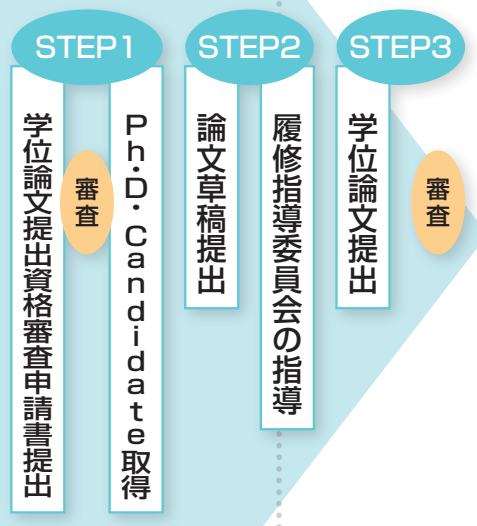 STEP1
学位論文提出資格審査申請書提出
審査
Ph.D. Candidate取得
STEP2
論文草稿提出
履修指導委員会の指導
STEP3
学位論文提出
審査